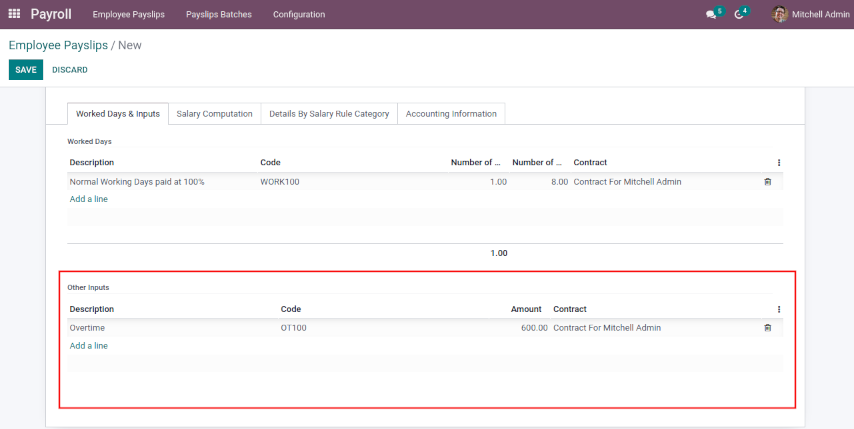 Payroll Employee Payslips Payslips Batches Configuration 5 4 Mitchell Admin
Employee Payslips / New
SAVE DISCARD
Worked Days & Inputs Salary Computation Details By Salary Rule Category Accounting Information
Worked Days
Description Code Number of ... Number of ... Contract
Normal Working Days paid at 100% WORK100 1.00 8.00 Contract For Mitchell Admin
Add a line
1.00
Other Inputs
Description Code Amount Contract
Overtime OT100 600.00 Contract For Mitchell Admin
Add a line